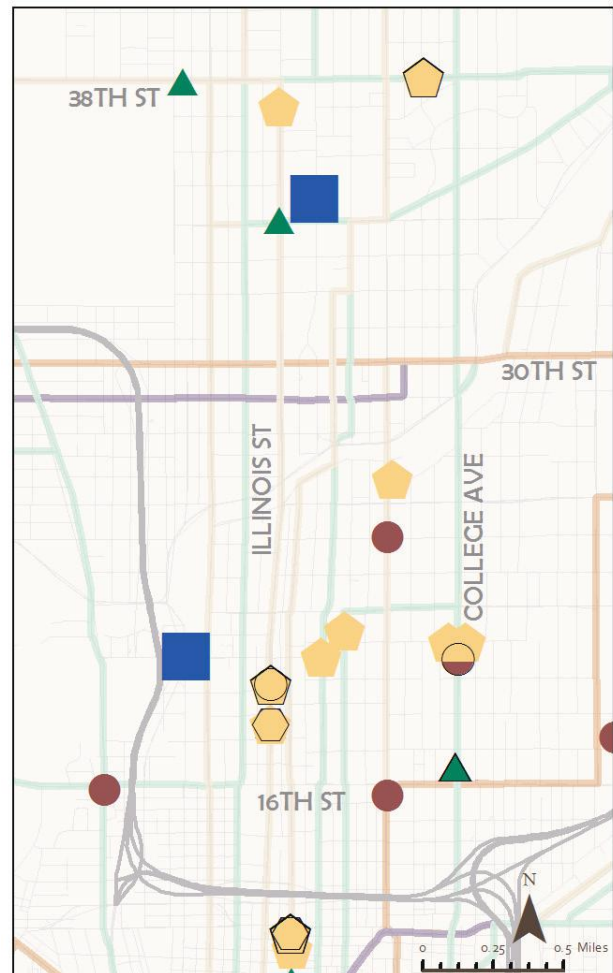 38TH ST
30TH ST
ILLINOIS ST
COLLEGE AVE
16TH ST
N
0 0.25 0.5 Miles